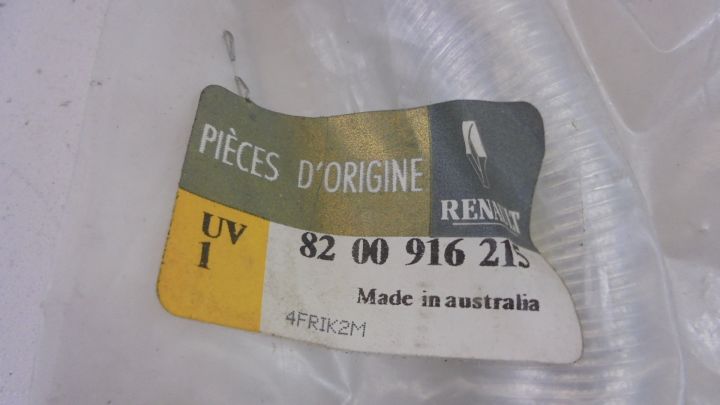 PIÈCES D'ORIGINE
RENAULT
UV
1
82 00 916 215
Made in australia
4FRIK2M